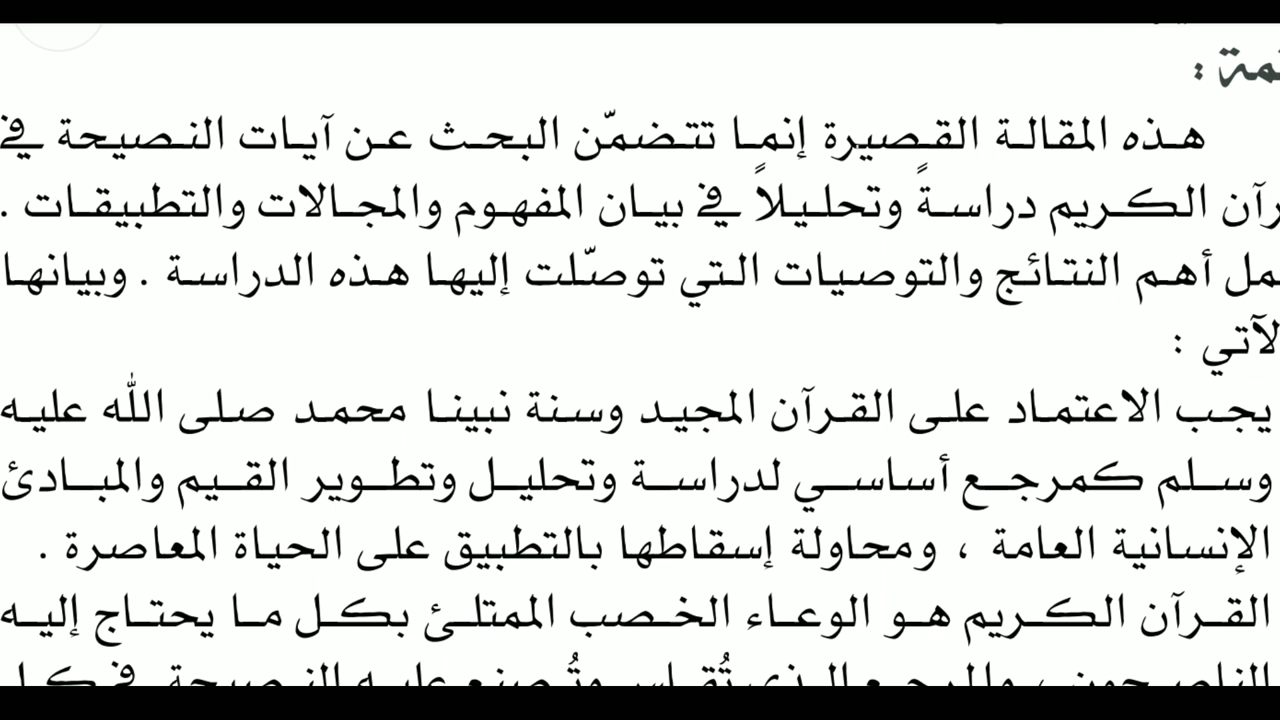 هذه المقالة القصيرة إنما تتضمّن البحث عن آيات النصيحة في
الكريم دراسةً وتحليلاً في بيان المفهوم والمجالات والتطبيقات .
أهم النتائج والتوصيات التي توصّلت إليها هذه الدراسة . وبيانها
:
يجب الاعتماد على القرآن المجيد وسنة نبينا محمد صلى الله عليه
وسلم كمرجع أساسي لدراسة وتحليل وتطوير القيم والمبادئ
الإنسانية العامة ، ومحاولة إسقاطها بالتطبيق على الحياة المعاصرة .
القرآن الكريم هو الوعاء الخصب الممتلئ بكل ما يحتاج إليه